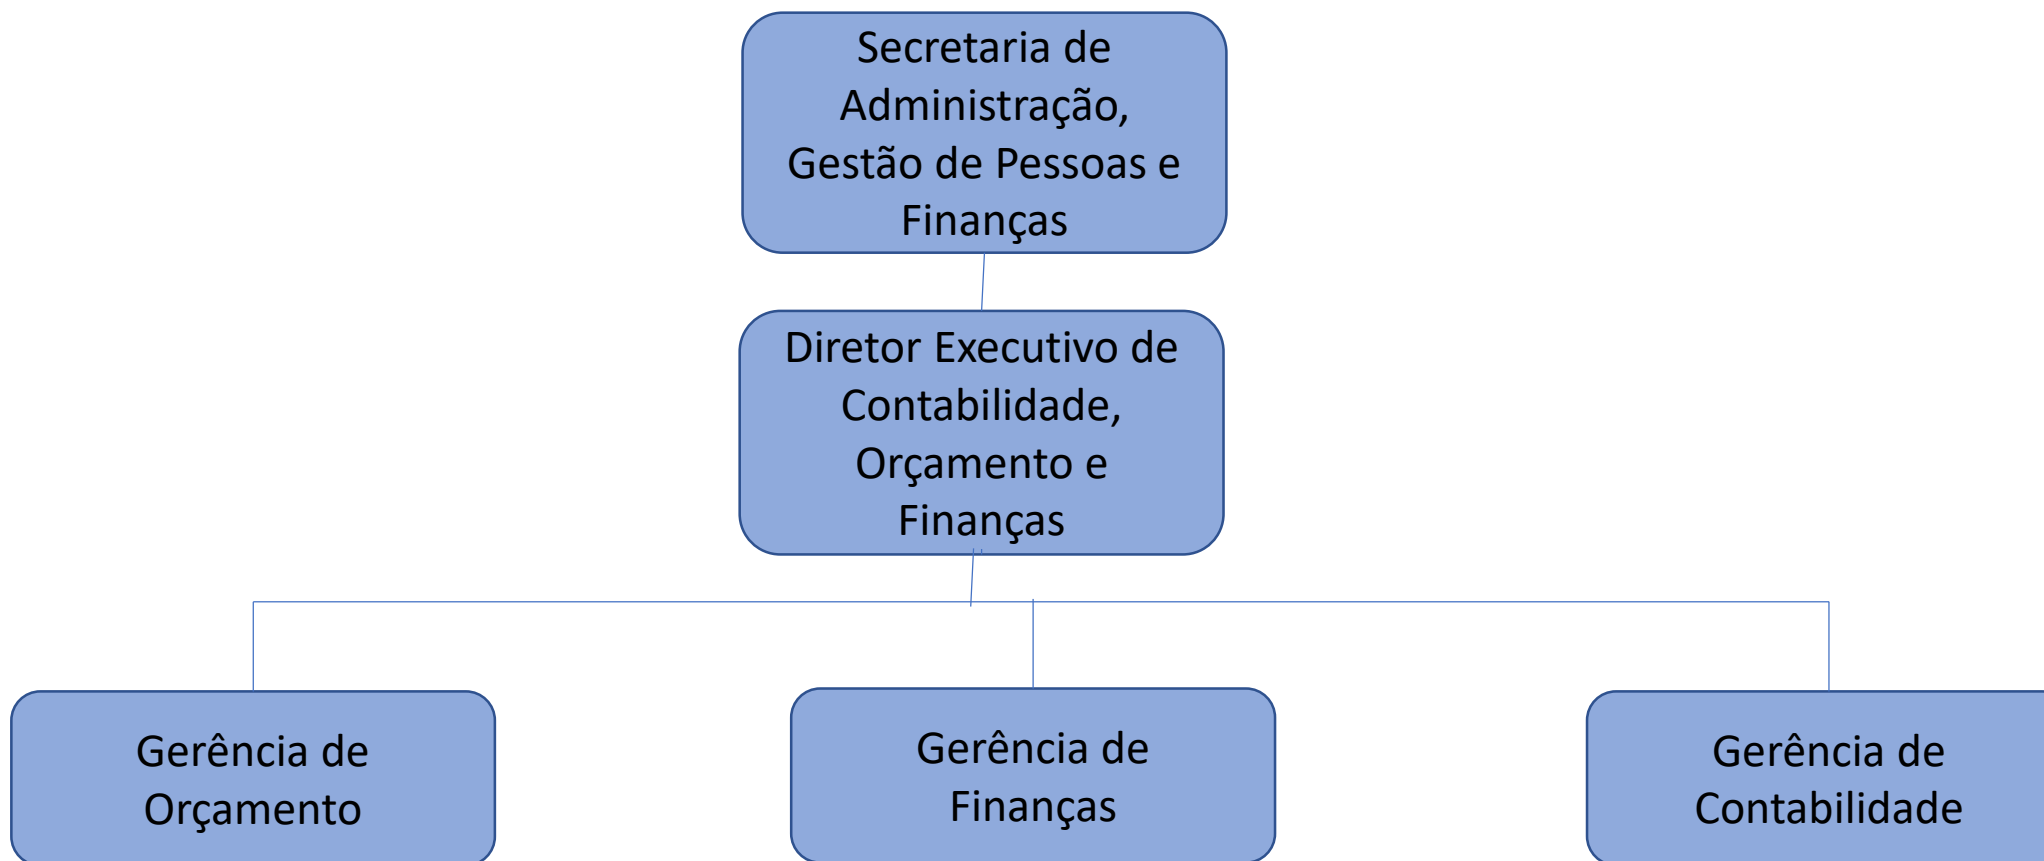 Secretaria de
Administração,
Gestão de Pessoas e
Finanças
Diretor Executivo de
Contabilidade,
Orçamento e
Finanças
Gerência de
Orçamento
Gerência de
Finanças
Gerência de
Contabilidade